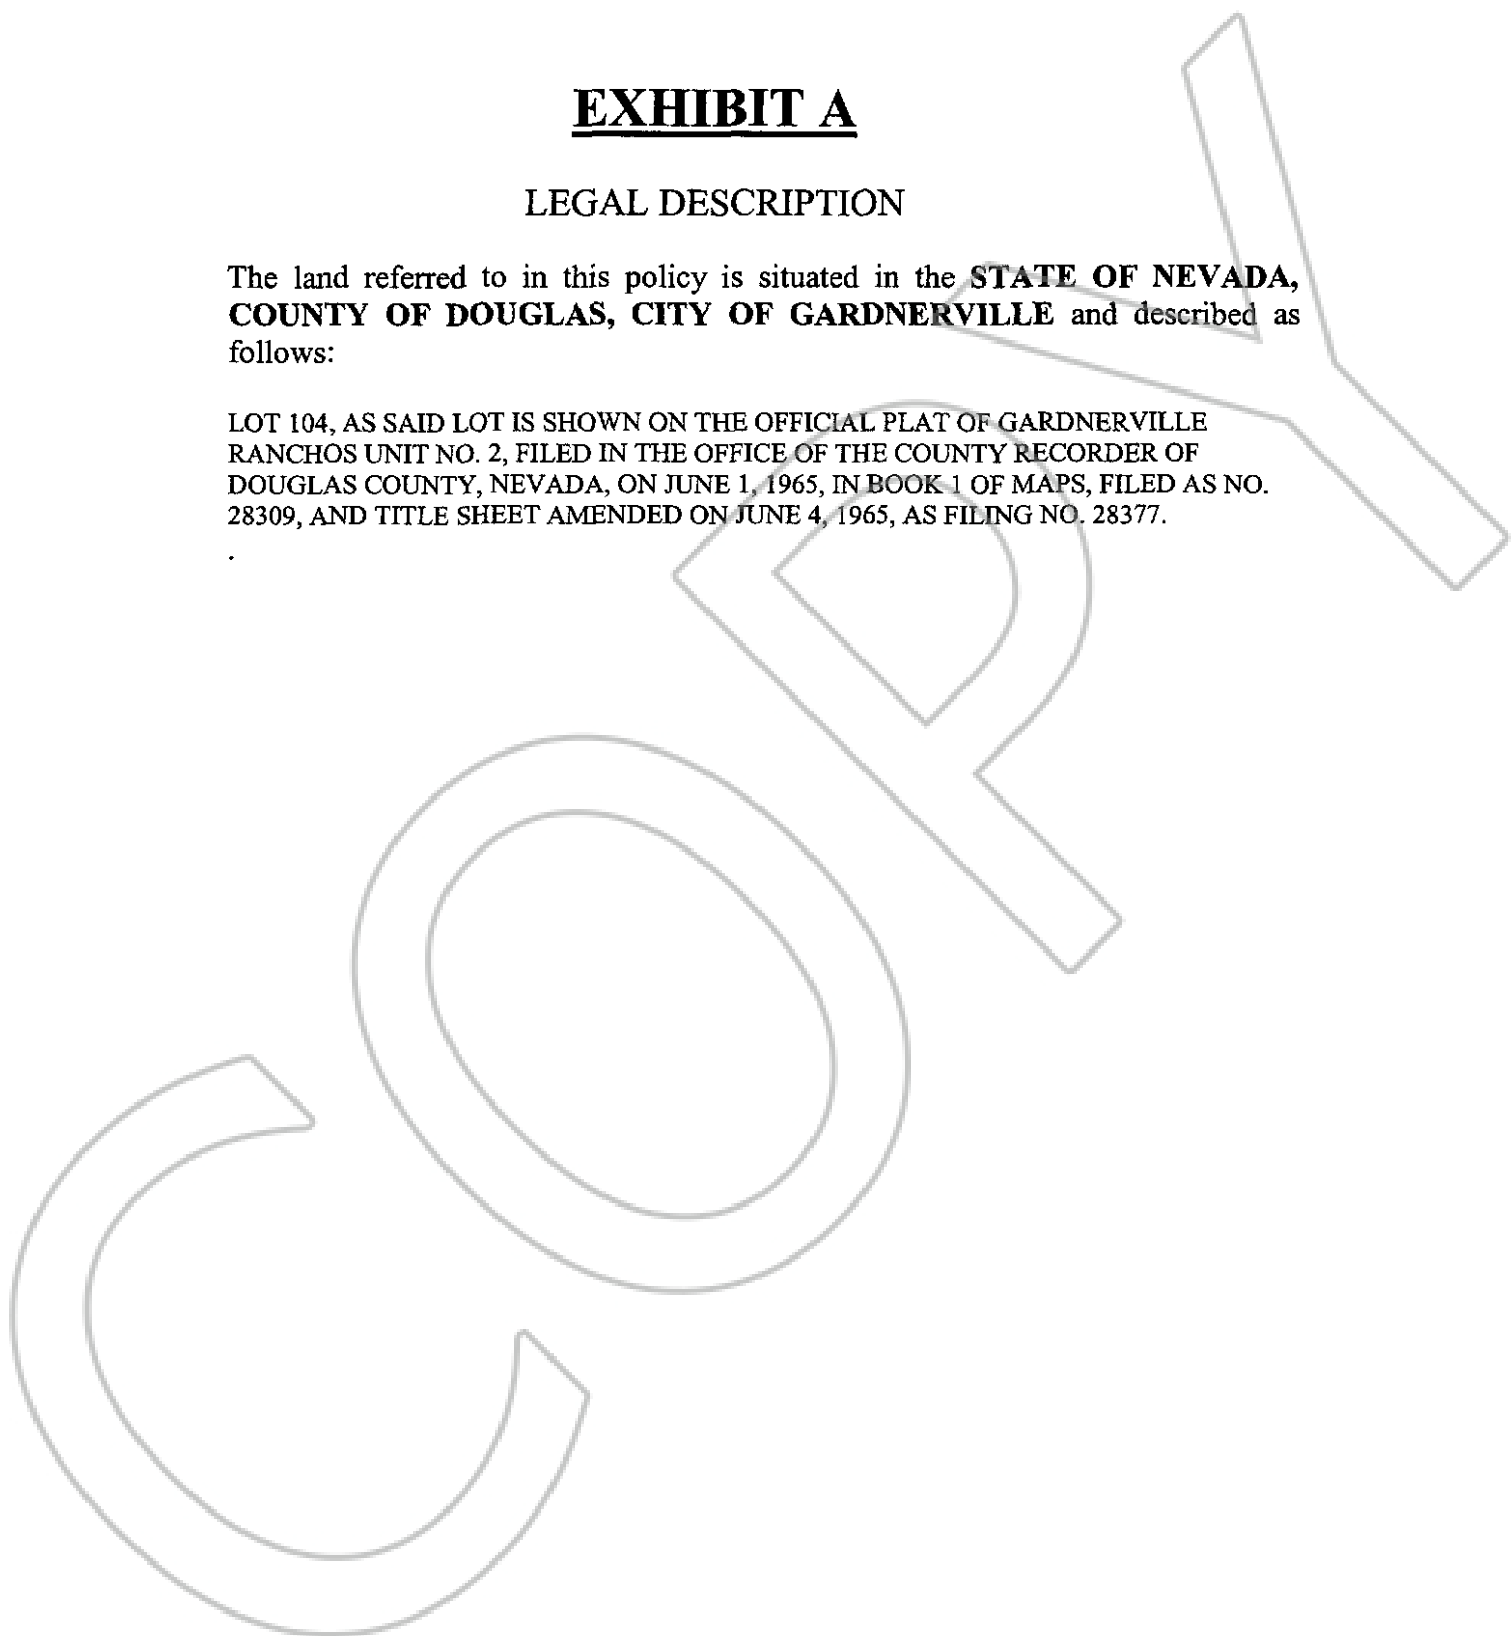 EXHIBIT A
LEGAL DESCRIPTION
The land referred to in this policy is situated in the STATE OF NEVADA,
COUNTY OF DOUGLAS, CITY OF GARDNERVILLE and described as
follows:
LOT 104, AS SAID LOT IS SHOWN ON THE OFFICIAL PLAT OF GARDNERVILLE
RANCHOS UNIT NO. 2, FILED IN THE OFFICE OF THE COUNTY RECORDER OF
DOUGLAS COUNTY, NEVADA, ON JUNE 1, 1965, IN BOOK 1 OF MAPS, FILED AS NO.
28309, AND TITLE SHEET AMENDED ON JUNE 4, 1965, AS FILING NO. 28377.
.
COPY